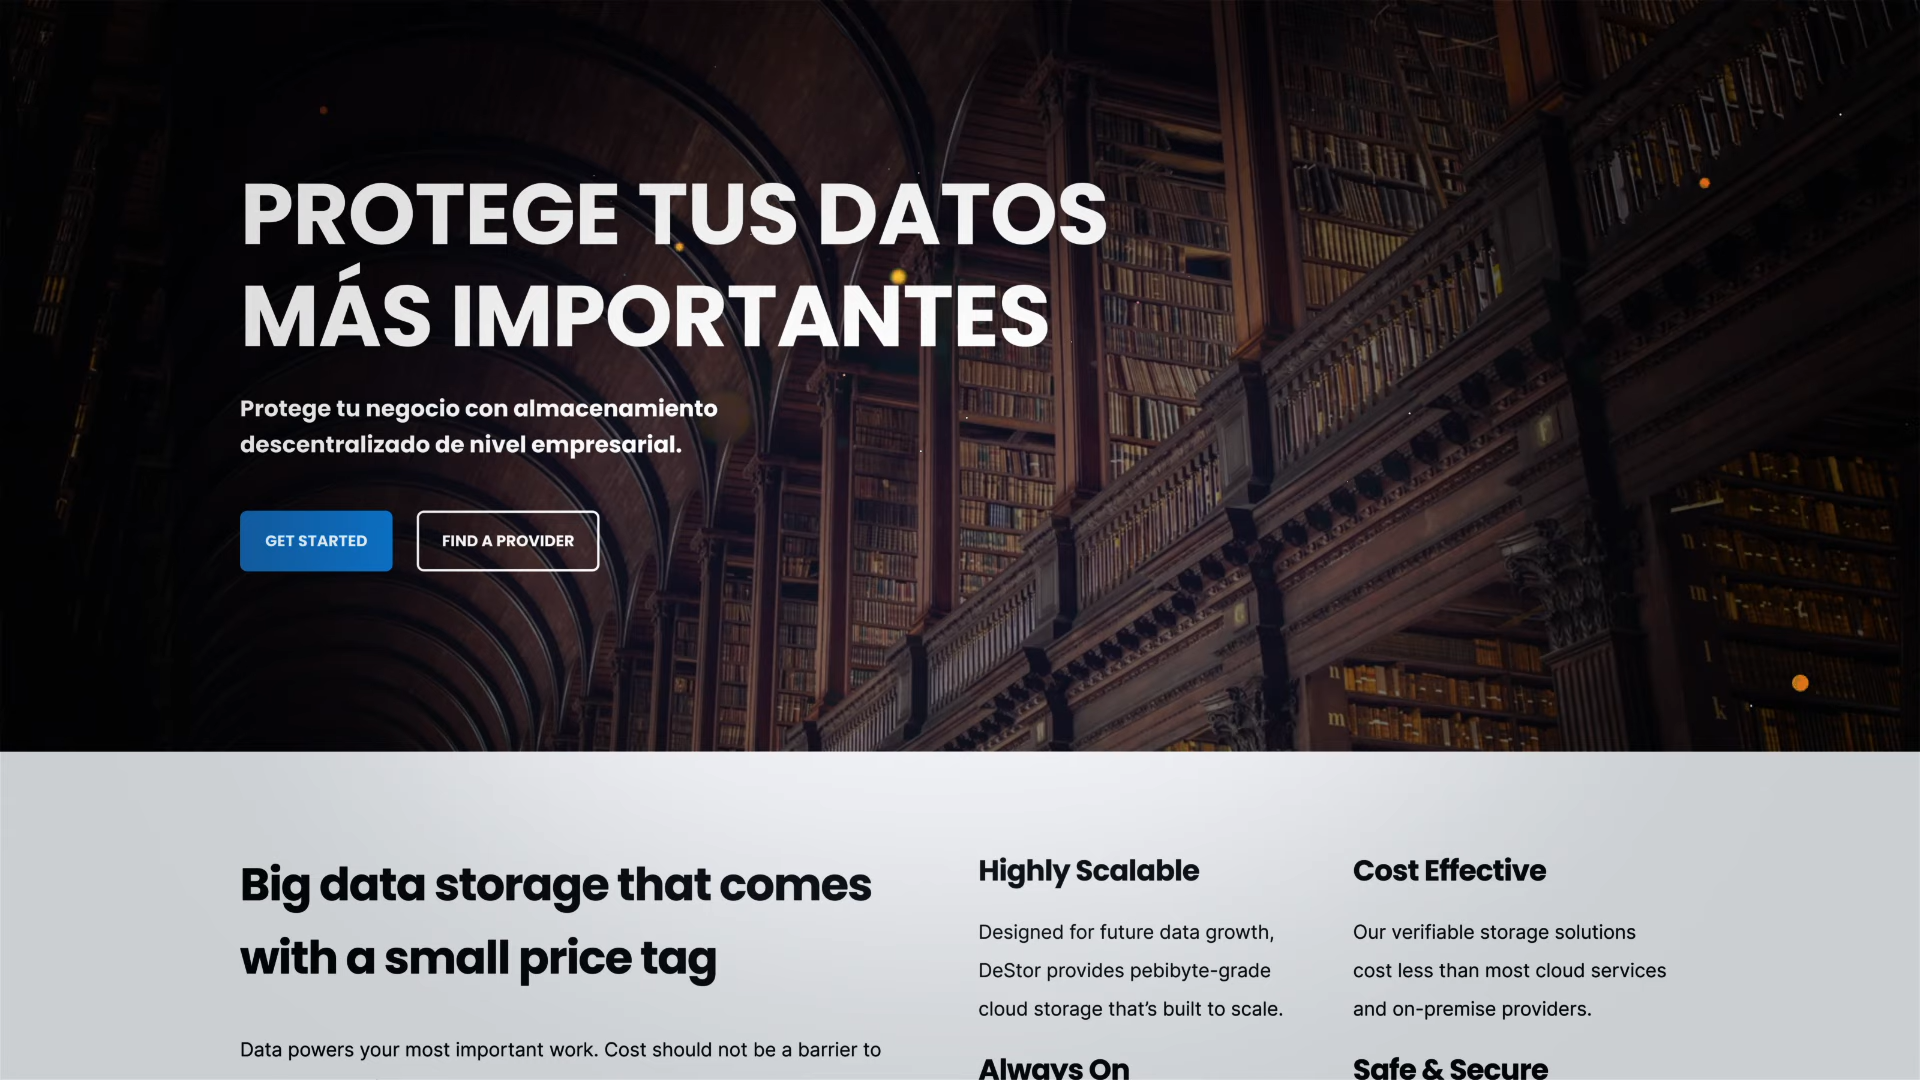 PROTEGE TUS DATOS
MÁS IMPORTANTES
Protege tu negocio con almacenamiento
descentralizado de nivel empresarial.
GET STARTED
FIND A PROVIDER
Big data storage that comes
with a small price tag
Data powers your most important work. Cost should not be a barrier to
Highly Scalable
Designed for future data growth,
DeStor provides pebibyte-grade
cloud storage that’s built to scale.
Always On
Cost Effective
Our verifiable storage solutions
cost less than most cloud services
and on-premise providers.
Safe & Secure